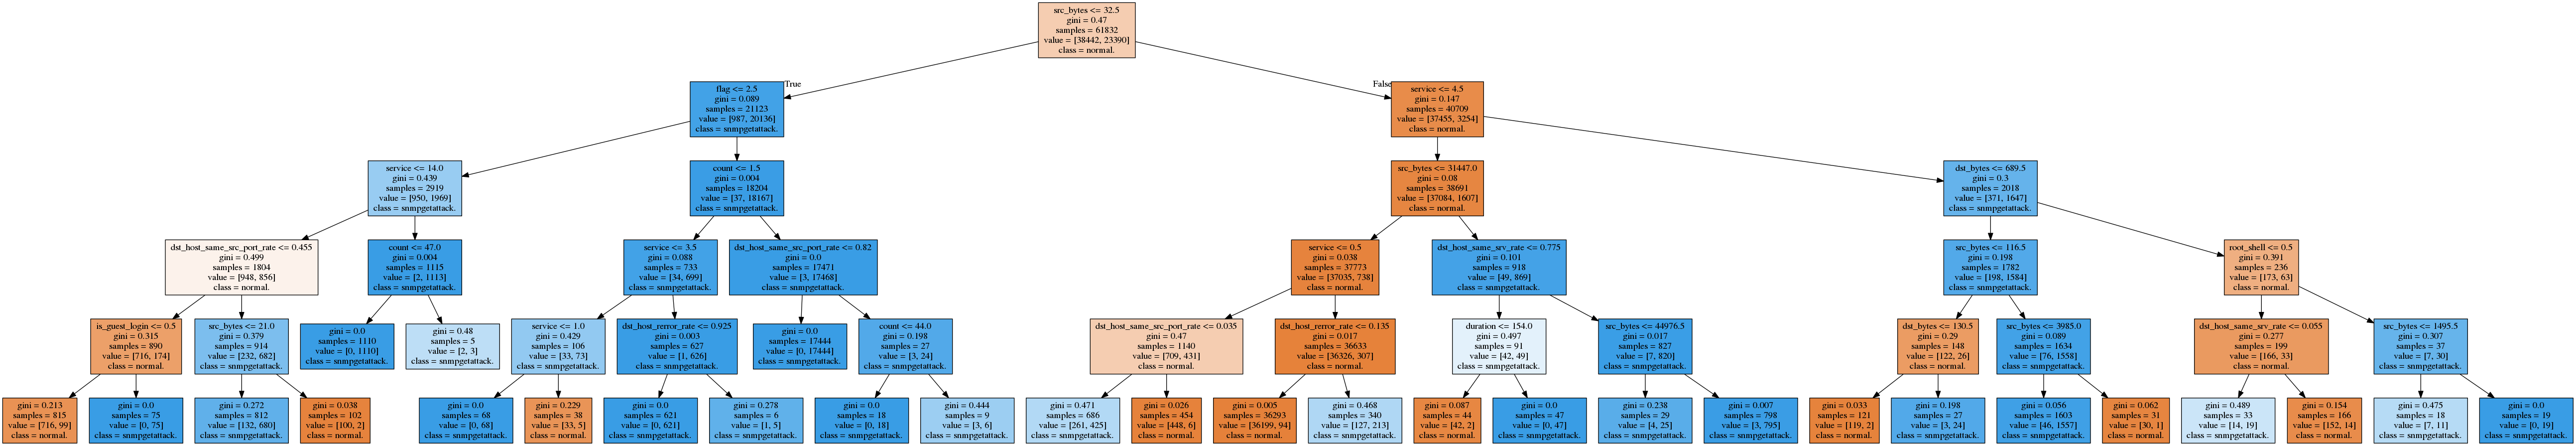 src_bytes <= 32.5
gini = 0.47
samples = 61832
value = [38442, 23390]
class = normal.
True
False
flag <= 2.5
gini = 0.089
samples = 21123
value = [987, 20136]
class = snmpgetattack.
service <= 4.5
gini = 0.147
samples = 40709
value = [37455, 3254]
class = normal.
service <= 14.0
gini = 0.439
samples = 2919
value = [950, 1969]
class = snmpgetattack.
count <= 1.5
gini = 0.004
samples = 18204
value = [37, 18167]
class = snmpgetattack.
src_bytes <= 31447.0
gini = 0.08
samples = 38691
value = [37084, 1607]
class = normal.
dst_bytes <= 689.5
gini = 0.3
samples = 2018
value = [371, 1647]
class = snmpgetattack.
dst_host_same_src_port_rate <= 0.455
gini = 0.499
samples = 1804
value = [948, 856]
class = normal.
count <= 47.0
gini = 0.004
samples = 1115
value = [2, 1113]
class = snmpgetattack.
service <= 3.5
gini = 0.088
samples = 733
value = [34, 699]
class = snmpgetattack.
dst_host_same_src_port_rate <= 0.82
gini = 0.0
samples = 17471
value = [3, 17468]
class = snmpgetattack.
service <= 0.5
gini = 0.038
samples = 37773
value = [37035, 738]
class = normal.
dst_host_same_srv_rate <= 0.775
gini = 0.101
samples = 918
value = [49, 869]
class = snmpgetattack.
src_bytes <= 116.5
gini = 0.198
samples = 1782
value = [198, 1584]
class = snmpgetattack.
root_shell <= 0.5
gini = 0.391
samples = 236
value = [173, 63]
class = normal.
is_guest_login <= 0.5
gini = 0.315
samples = 890
value = [716, 174]
class = normal.
src_bytes <= 21.0
gini = 0.379
samples = 914
value = [232, 682]
class = snmpgetattack.
gini = 0.0
samples = 1110
value = [0, 1110]
class = snmpgetattack.
gini = 0.48
samples = 5
value = [2, 3]
class = snmpgetattack.
service <= 1.0
gini = 0.429
samples = 106
value = [33, 73]
class = snmpgetattack.
dst_host_rerror_rate <= 0.925
gini = 0.003
samples = 627
value = [1, 626]
class = snmpgetattack.
gini = 0.0
samples = 17444
value = [0, 17444]
class = snmpgetattack.
count <= 44.0
gini = 0.198
samples = 27
value = [3, 24]
class = snmpgetattack.
dst_host_same_src_port_rate <= 0.035
gini = 0.47
samples = 1140
value = [709, 431]
class = normal.
dst_host_rerror_rate <= 0.135
gini = 0.017
samples = 36633
value = [36326, 307]
class = normal.
duration <= 154.0
gini = 0.497
samples = 91
value = [42, 49]
class = snmpgetattack.
src_bytes <= 44976.5
gini = 0.017
samples = 827
value = [7, 820]
class = snmpgetattack.
dst_bytes <= 130.5
gini = 0.29
samples = 148
value = [122, 26]
class = normal.
src_bytes <= 3985.0
gini = 0.089
samples = 1634
value = [76, 1558]
class = snmpgetattack.
dst_host_same_srv_rate <= 0.055
gini = 0.277
samples = 199
value = [166, 33]
class = normal.
src_bytes <= 1495.5
gini = 0.307
samples = 37
value = [7, 30]
class = snmpgetattack.
gini = 0.213
samples = 815
value = [716, 99]
class = normal.
gini = 0.0
samples = 75
value = [0, 75]
class = snmpgetattack.
gini = 0.272
samples = 812
value = [132, 680]
class = snmpgetattack.
gini = 0.038
samples = 102
value = [100, 2]
class = normal.
gini = 0.0
samples = 68
value = [0, 68]
class = snmpgetattack.
gini = 0.229
samples = 38
value = [33, 5]
class = normal.
gini = 0.0
samples = 621
value = [0, 621]
class = snmpgetattack.
gini = 0.278
samples = 6
value = [1, 5]
class = snmpgetattack.
gini = 0.0
samples = 18
value = [0, 18]
class = snmpgetattack.
gini = 0.444
samples = 9
value = [3, 6]
class = snmpgetattack.
gini = 0.471
samples = 686
value = [261, 425]
class = snmpgetattack.
gini = 0.026
samples = 454
value = [448, 6]
class = normal.
gini = 0.005
samples = 36293
value = [36199, 94]
class = normal.
gini = 0.468
samples = 340
value = [127, 213]
class = snmpgetattack.
gini = 0.087
samples = 44
value = [42, 2]
class = normal.
gini = 0.0
samples = 47
value = [0, 47]
class = snmpgetattack.
gini = 0.238
samples = 29
value = [4, 25]
class = snmpgetattack.
gini = 0.007
samples = 798
value = [3, 795]
class = snmpgetattack.
gini = 0.033
samples = 121
value = [119, 2]
class = normal.
gini = 0.198
samples = 27
value = [3, 24]
class = snmpgetattack.
gini = 0.056
samples = 1603
value = [46, 1557]
class = snmpgetattack.
gini = 0.062
samples = 31
value = [30, 1]
class = normal.
gini = 0.489
samples = 33
value = [14, 19]
class = snmpgetattack.
gini = 0.154
samples = 166
value = [152, 14]
class = normal.
gini = 0.475
samples = 18
value = [7, 11]
class = snmpgetattack.
gini = 0.0
samples = 19
value = [0, 19]
class = snmpgetattack.